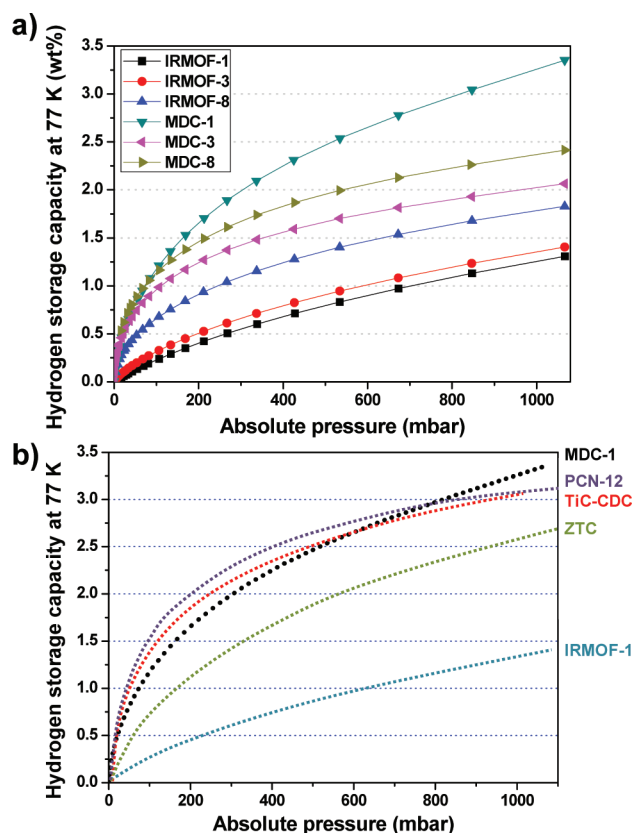 a)
Hydrogen storage capacity at 77 K (wt%)
3.5
3.0
2.5
2.0
1.5
1.0
0.5
0.0
IRMOF-1
IRMOF-3
IRMOF-8
MDC-1
MDC-3
MDC-8
0 200 400 600 800 1000
Absolute pressure (mbar)
b)
Hydrogen storage capacity at 77 K
3.5
3.0
2.5
2.0
1.5
1.0
0.5
0.0
MDC-1
PCN-12
TiC-CDC
ZTC
IRMOF-1
0 200 400 600 800 1000
Absolute pressure (mbar)